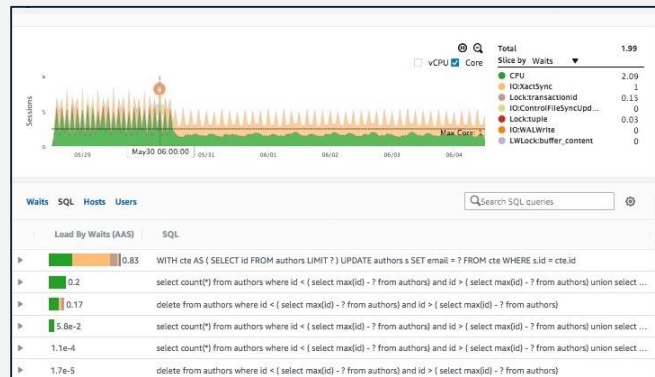 vCPU Core
Total 1.99
Slice by Waits ▼
CPU 2.09
IO:XactSync 1
Lock:transactionid 0.15
IO:ControlFileSyncUpd... 0
Lock:tuple 0.03
IO:WALWrite 0
LWLock:buffer_content 0
Sessions
Max Core: 1
05/29 May30 06:00:00 05/31 06/01 06/02 06/03 06/04
Waits SQL Hosts Users
Search SQL queries
Load By Waits (AAS) SQL
0.83 WITH cte AS ( SELECT id FROM authors LIMIT ? ) UPDATE authors s SET email = ? FROM cte WHERE s.id = cte.id
0.2 select count(*) from authors where id < ( select max(id) - ? from authors) and id > ( select max(id) - ? from authors) union select ...
0.17 delete from authors where id < ( select max(id) - ? from authors) and id > ( select max(id) - ? from authors)
5.8e-2 select count(*) from authors where id < ( select max(id) - ? from authors) and id > ( select max(id) - ? from authors) union select ...
1.1e-4 select count(*) from authors where id < ( select max(id) - ? from authors) and id > ( select max(id) - ? from authors) union select ...
1.7e-5 delete from authors where id < ( select max(id) - ? from authors) and id > ( select max(id) - ? from authors)